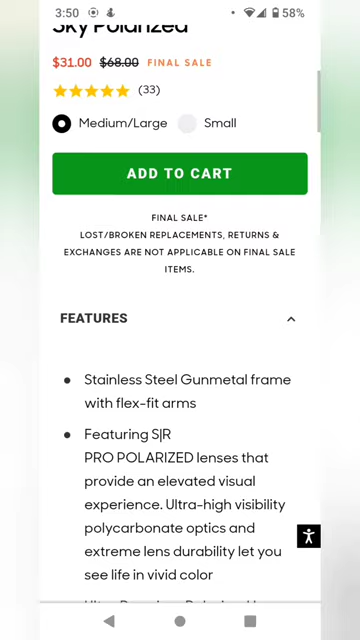 3:50
58%
Sky Polarized
$31.00 $68.00 FINAL SALE
(33)
Medium/Large Small
ADD TO CART
FINAL SALE*
LOST/BROKEN REPLACEMENTS, RETURNS &
EXCHANGES ARE NOT APPLICABLE ON FINAL SALE
ITEMS.
FEATURES
Stainless Steel Gunmetal frame
with flex-fit arms
Featuring S|R
PRO POLARIZED lenses that
provide an elevated visual
experience. Ultra-high visibility
polycarbonate optics and
extreme lens durability let you
see life in vivid color